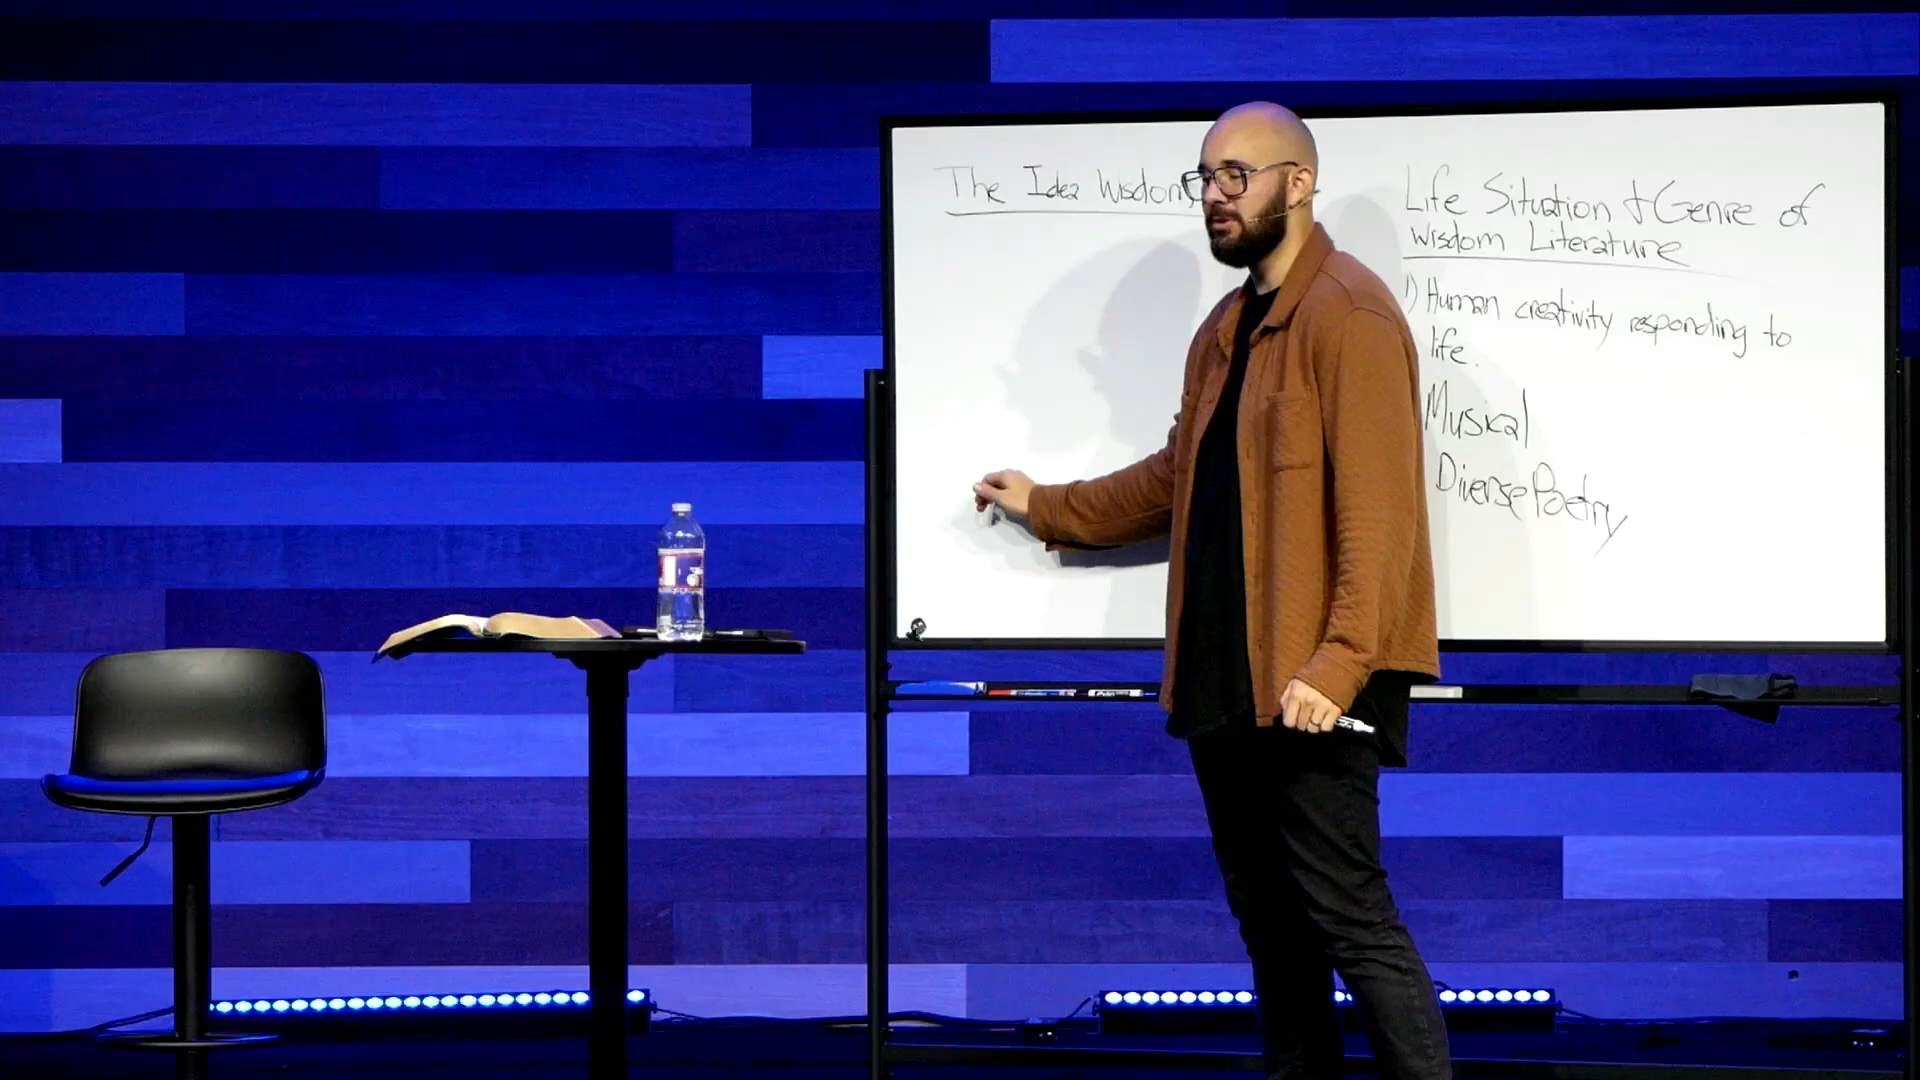 The Idea Wisdom
Life Situation & Genre of
Wisdom Literature
1) Human creativity responding to
life.
Musical
Diverse Poetry